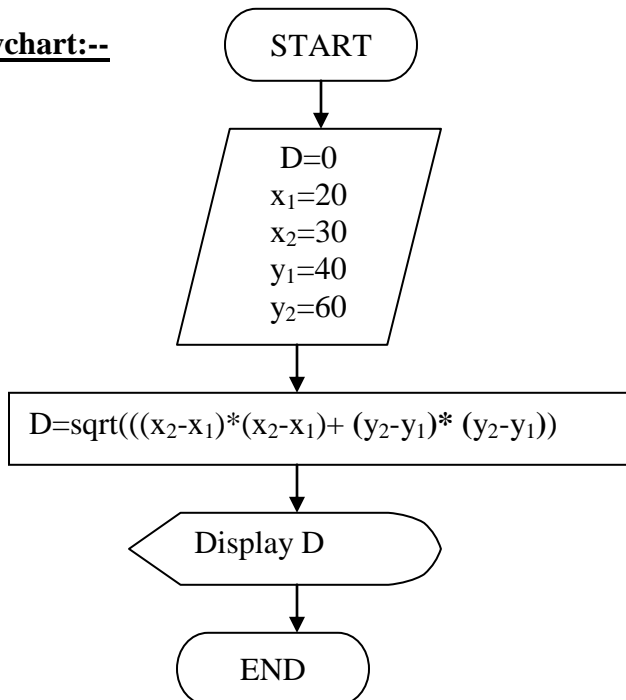 vchart:--
START
D=0
x₁=20
x₂=30
y₁=40
y₂=60
D=sqrt(((x₂-x₁)*(x₂-x₁)+ (y₂-y₁)* (y₂-y₁))
Display D
END